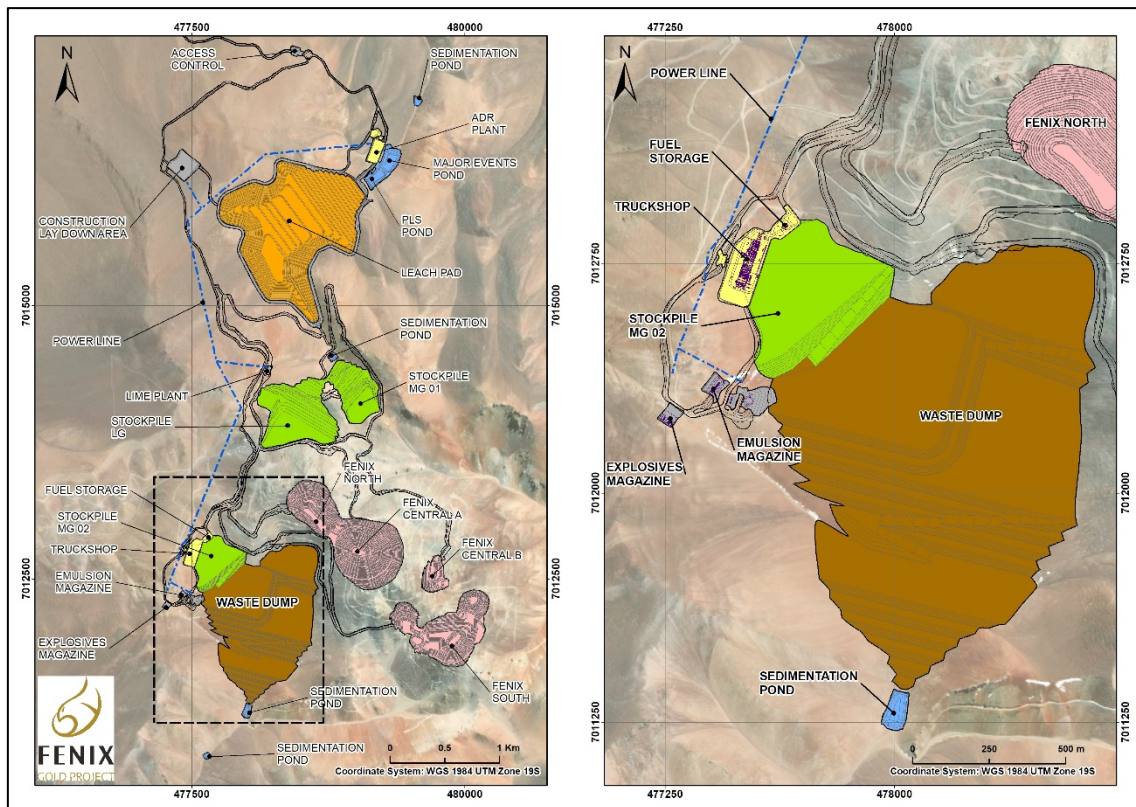 477500
480000
N
ACCESS
CONTROL
SEDIMENTATION
POND
ADR
PLANT
MAJOR EVENTS
POND
CONSTRUCTION
LAY DOWN AREA
PLS
POND
LEACH PAD
7015000
7015000
POWER LINE
SEDIMENTATION
POND
LIME PLANT
STOCKPILE
MG 01
STOCKPILE
LG
FENIX
NORTH
FUEL STORAGE
FENIX
CENTRAL A
STOCKPILE
MG 02
TRUCKSHOP
FENIX
CENTRAL B
7012500
7012500
EMULSION
MAGAZINE
WASTE DUMP
EXPLOSIVES
MAGAZINE
FENIX
SOUTH
SEDIMENTATION
POND
FENIX
GOLD PROJECT
SEDIMENTATION
POND
0 0.5 1 Km
Coordinate System: WGS 1984 UTM Zone 19S
477500
480000
477250
478000
N
POWER LINE
FENIX NORTH
FUEL
STORAGE
TRUCKSHOP
7012750
7012750
STOCKPILE
MG 02
WASTE DUMP
EMULSION
MAGAZINE
EXPLOSIVES
MAGAZINE
7012000
7012000
SEDIMENTATION
POND
7011250
7011250
0 250 500 m
Coordinate System: WGS 1984 UTM Zone 19S
477250
478000